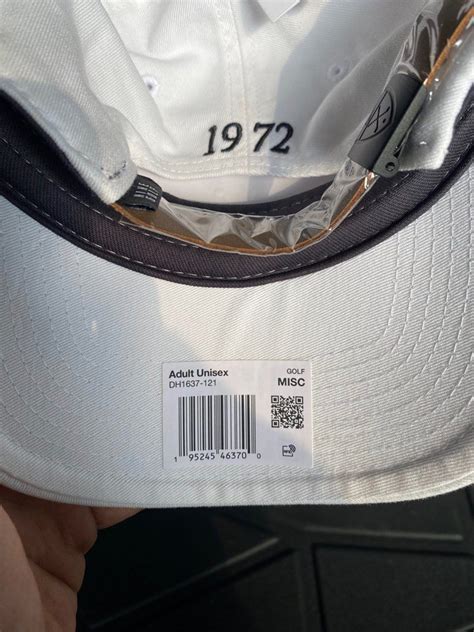 1972
Adult Unisex
DH1637-121
GOLF
MISC
1 95245 46370 0